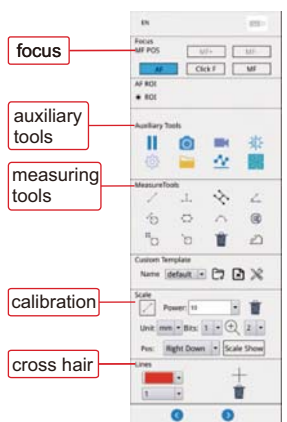 EN
focus
Focus
MF POS
MF+
MF-
AF
Click F
MF
AF ROI
ROI
auxiliary
tools
Auxiliary Tools
measuring
tools
MeasureTools
Custom Template
Name default
calibration
Scale
Power: 10
Unit: mm Bits: 1 2
Pos: Right Down Scale Show
cross hair
Lines
1